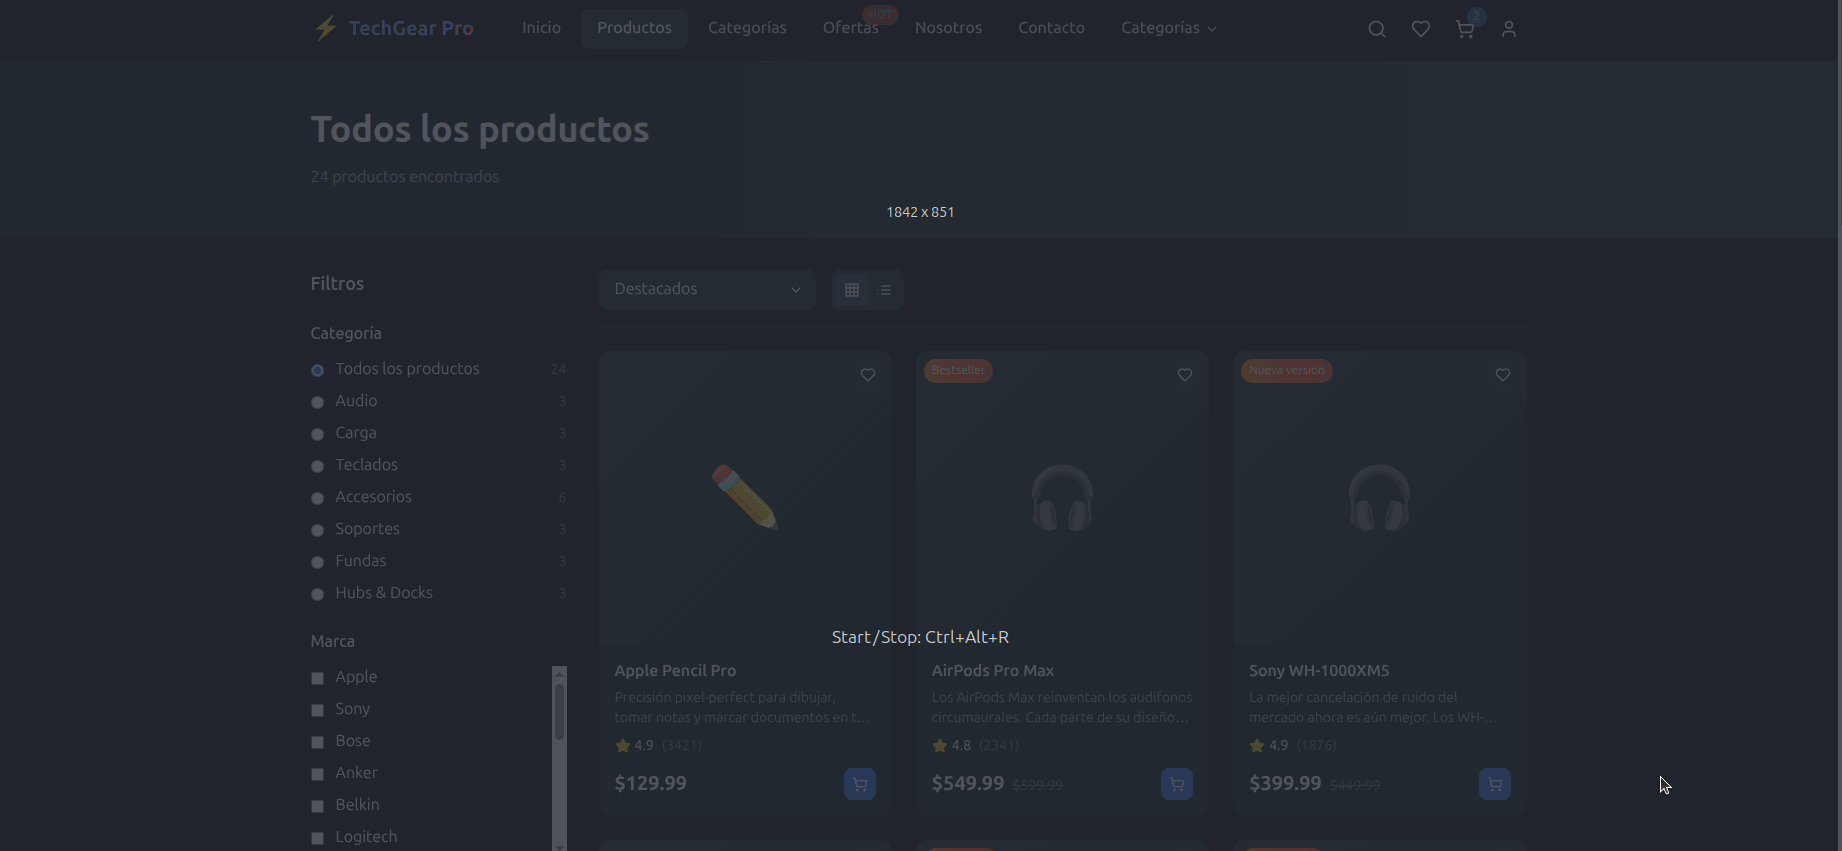 TechGear Pro
Inicio
Productos
Categorías
Ofertas
HOT
Nosotros
Contacto
Categorías
2
Todos los productos
24 productos encontrados
1842 x 851
Filtros
Categoría
Todos los productos 24
Audio 3
Carga 3
Teclados 3
Accesorios 6
Soportes 3
Fundas 3
Hubs & Docks 3
Marca
Apple
Sony
Bose
Anker
Belkin
Logitech
Destacados
Start/Stop: Ctrl+Alt+R
Apple Pencil Pro
Precisión pixel-perfect para dibujar,
tomar notas y marcar documentos en t...
4.9 (3421)
$129.99
Bestseller
AirPods Pro Max
Los AirPods Max reinventan los audífonos
circumaurales. Cada parte de su diseño...
4.8 (2341)
$549.99 $599.99
Nueva versión
Sony WH-1000XM5
La mejor cancelación de ruido del
mercado ahora es aún mejor. Los WH-...
4.9 (1876)
$399.99 $449.99